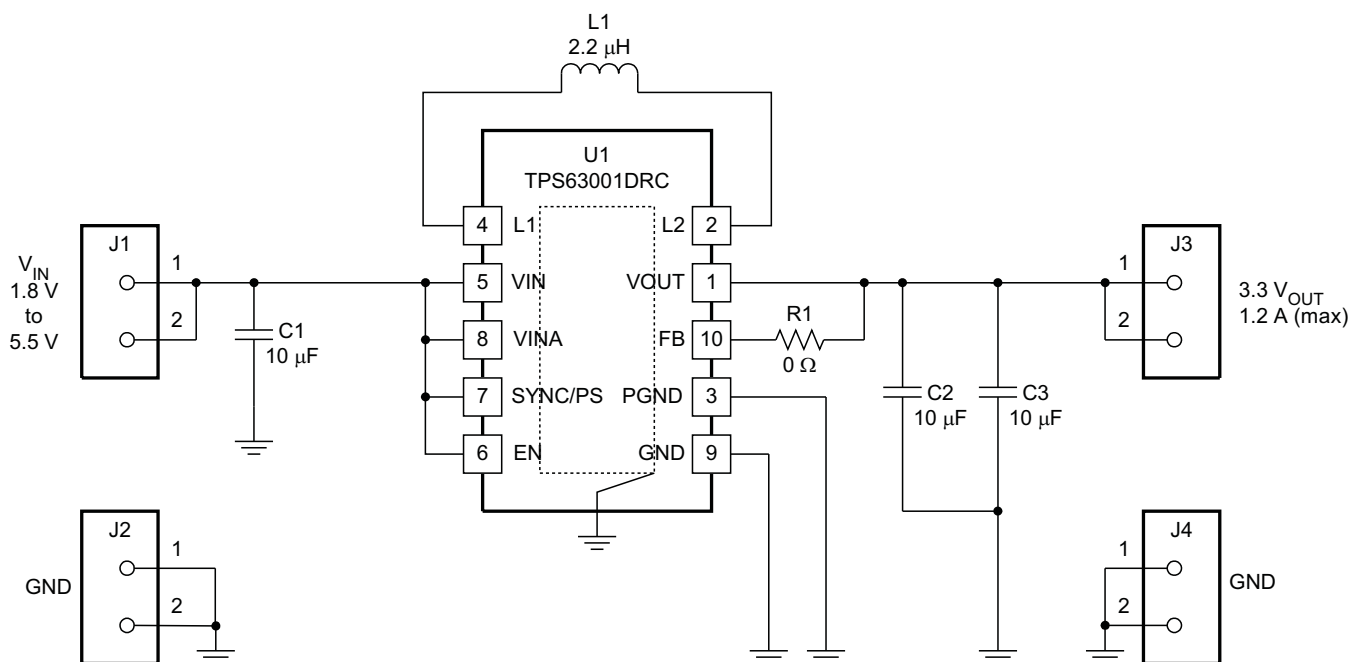 L1
2.2 μH
U1
TPS63001DRC
4
L1
L2
2
J1
1
2
V_IN
1.8 V
to
5.5 V
C1
10 μF
5
VIN
VOUT
1
8
VINA
FB
10
R1
0 Ω
7
SYNC/PS
PGND
3
6
EN
GND
9
C2
10 μF
C3
10 μF
J3
1
2
3.3 V_OUT
1.2 A (max)
J2
1
2
GND
J4
1
2
GND